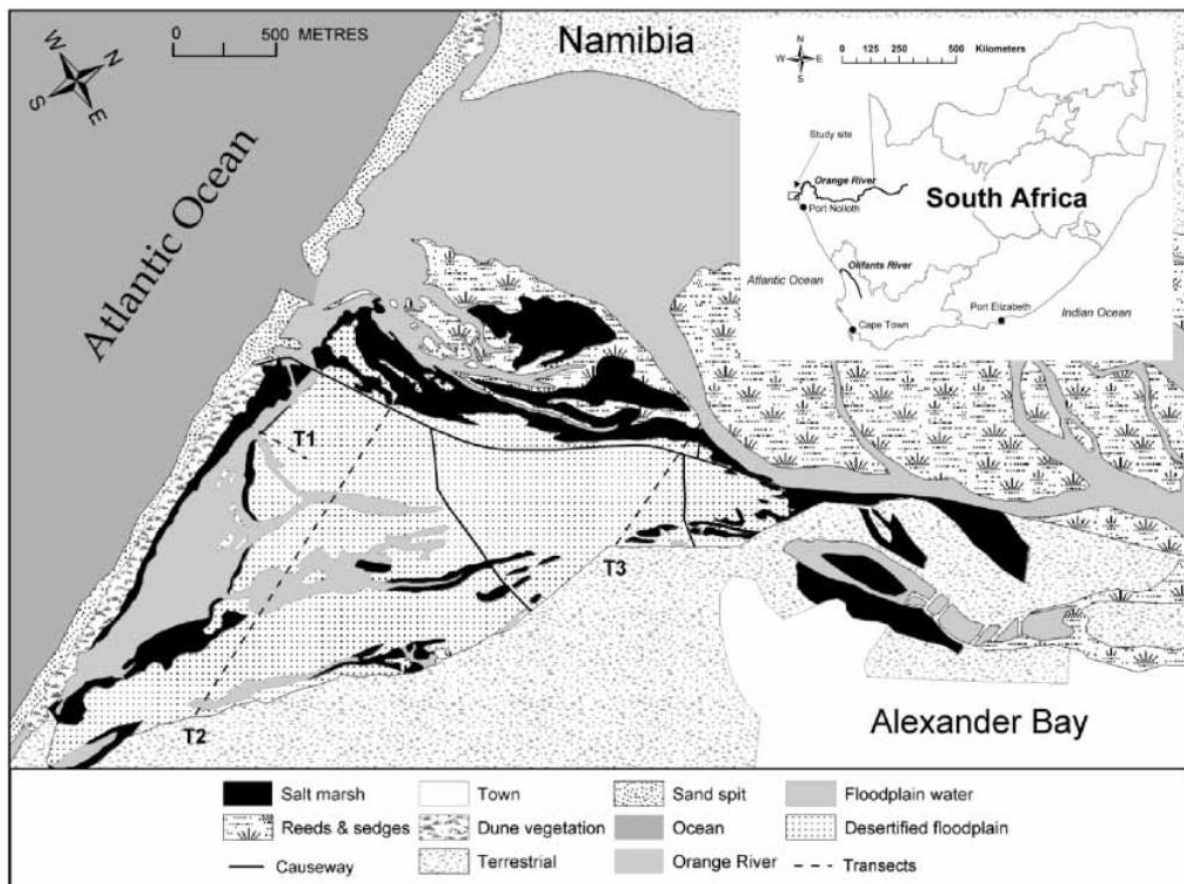 0 500 METRES
Namibia
W N
S E
Atlantic Ocean
N
W E
S
0 125 250 500 Kilometers
Study site
Orange River
Port Nolloth
South Africa
Olifants River
Atlantic Ocean
Port Elizabeth
Indian Ocean
Cape Town
T1
T3
T2
Alexander Bay
Salt marsh Town Sand spit Floodplain water
Reeds & sedges Dune vegetation Ocean Desertified floodplain
Causeway Terrestrial Orange River Transects